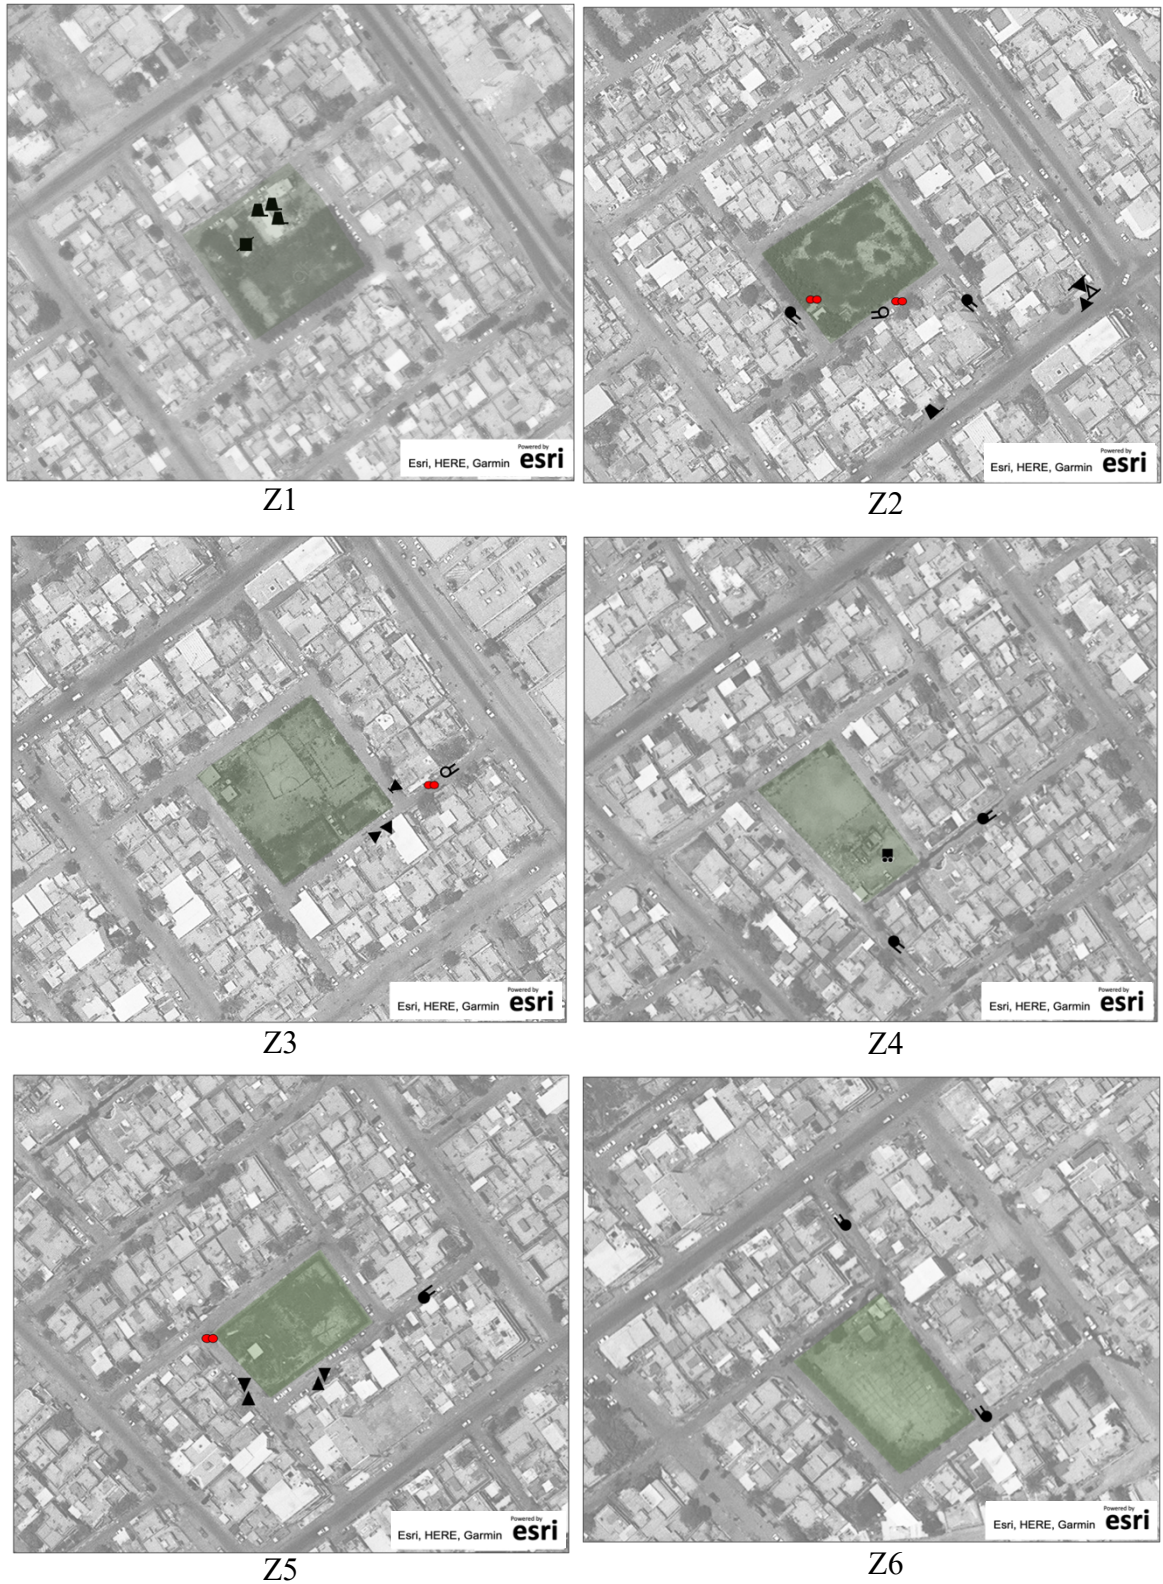 Powered by
Esri, HERE, Garmin esri
Z1
Powered by
Esri, HERE, Garmin esri
Z2
Powered by
Esri, HERE, Garmin esri
Z3
Powered by
Esri, HERE, Garmin esri
Z4
Powered by
Esri, HERE, Garmin esri
Z5
Powered by
Esri, HERE, Garmin esri
Z6